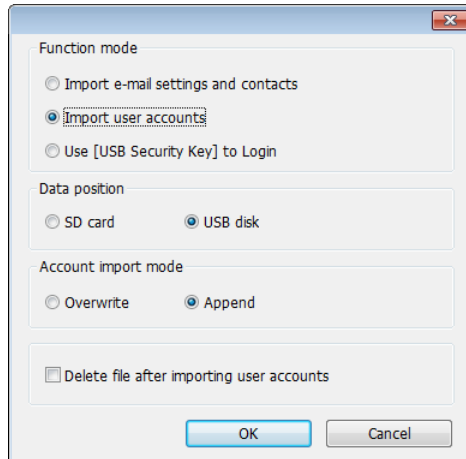 Function mode
Import e-mail settings and contacts
Import user accounts
Use [USB Security Key] to Login
Data position
SD card USB disk
Account import mode
Overwrite Append
Delete file after importing user accounts
OK Cancel